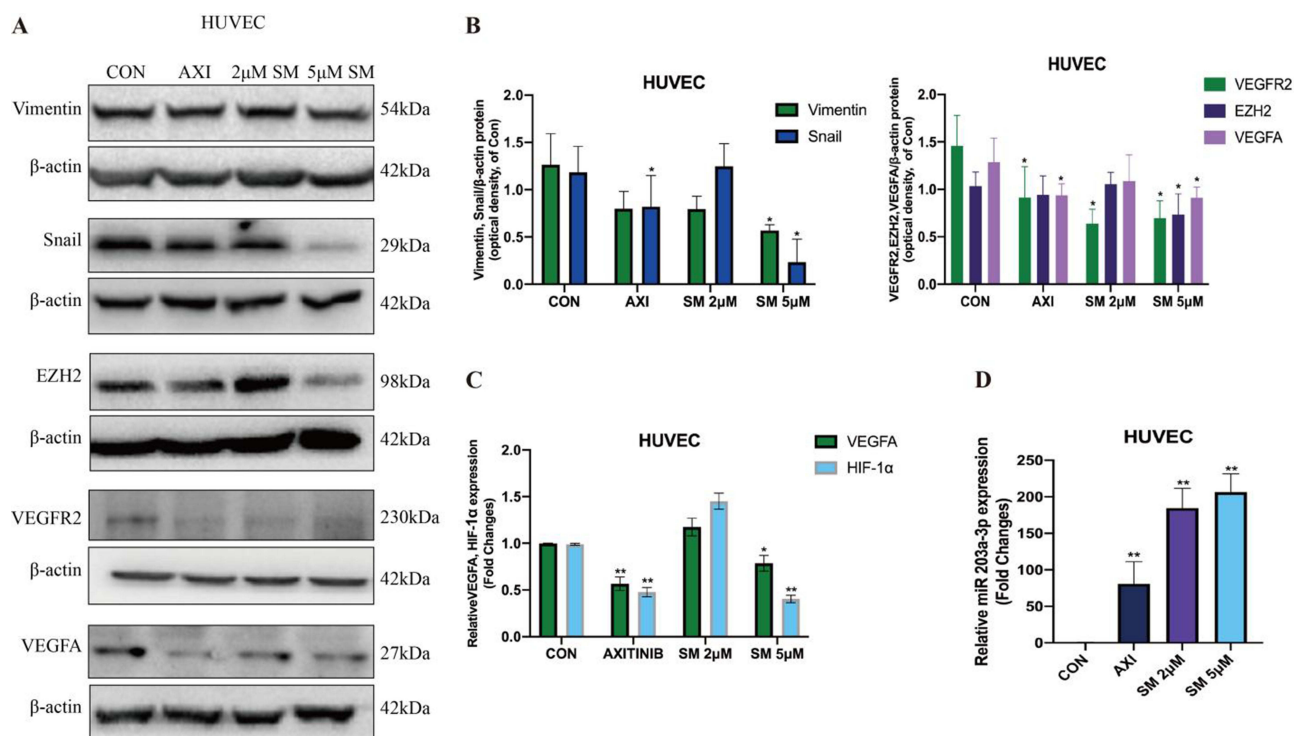 A
HUVEC
CON AXI 2μM SM 5μM SM
Vimentin 54kDa
β-actin 42kDa
Snail 29kDa
β-actin 42kDa
EZH2 98kDa
β-actin 42kDa
VEGFR2 230kDa
β-actin 42kDa
VEGFA 27kDa
β-actin 42kDa
B
HUVEC
Vimentin
Snail
Vimentin, Snail/β-actin protein
(optical density, of Con)
2.0
1.5
1.0
0.5
0.0
* * *
CON AXI SM 2μM SM 5μM
HUVEC
VEGFR2
EZH2
VEGFA
VEGFR2,EZH2,VEGFA/β-actin protein
(optical density, of Con)
2.0
1.5
1.0
0.5
0.0
* * * * * *
CON AXI SM 2μM SM 5μM
C
HUVEC
VEGFA
HIF-1α
RelativeVEGFA, HIF-1α expression
(Fold Changes)
2.0
1.5
1.0
0.5
0.0
** ** * **
CON AXITINIB SM 2μM SM 5μM
D
HUVEC
Relative miR 203a-3p expression
(Fold Changes)
250
200
150
100
50
0
** ** **
CON AXI SM 2μM SM 5μM